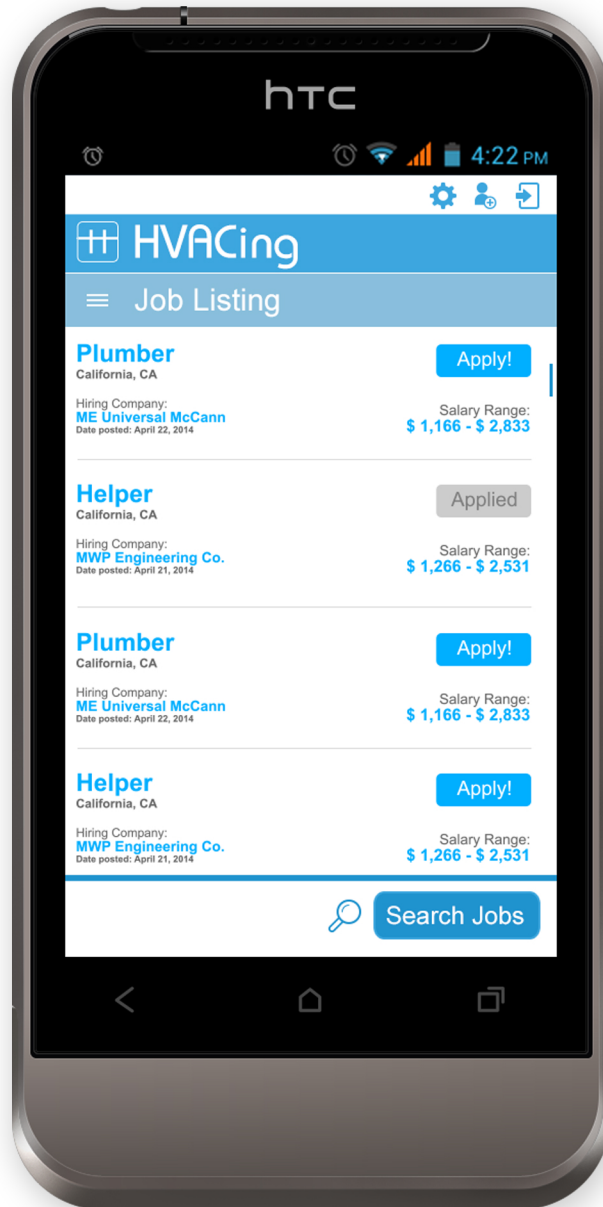 hTC
4:22 PM
HVACing
Job Listing
Plumber
Apply!
California, CA
Hiring Company:
Salary Range:
ME Universal McCann
$ 1,166 - $ 2,833
Date posted: April 22, 2014
Helper
Applied
California, CA
Hiring Company:
Salary Range:
MWP Engineering Co.
$ 1,266 - $ 2,531
Date posted: April 21, 2014
Plumber
Apply!
California, CA
Hiring Company:
Salary Range:
ME Universal McCann
$ 1,166 - $ 2,833
Date posted: April 22, 2014
Helper
Apply!
California, CA
Hiring Company:
Salary Range:
MWP Engineering Co.
$ 1,266 - $ 2,531
Date posted: April 21, 2014
Search Jobs